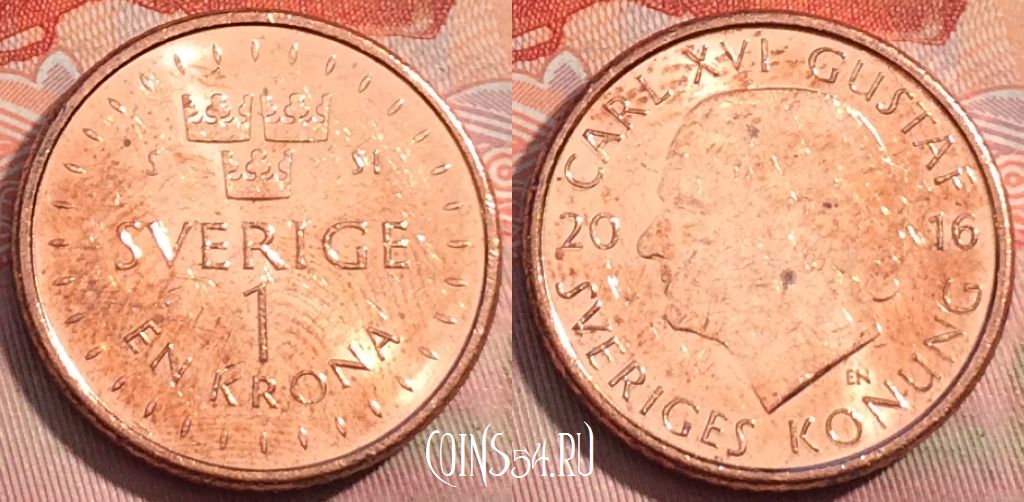 S SI
SVERIGE
1
EN KRONA
CARL XVI GUSTAF
20 16
SVERIGES KONUNG
EN
COINS54.RU